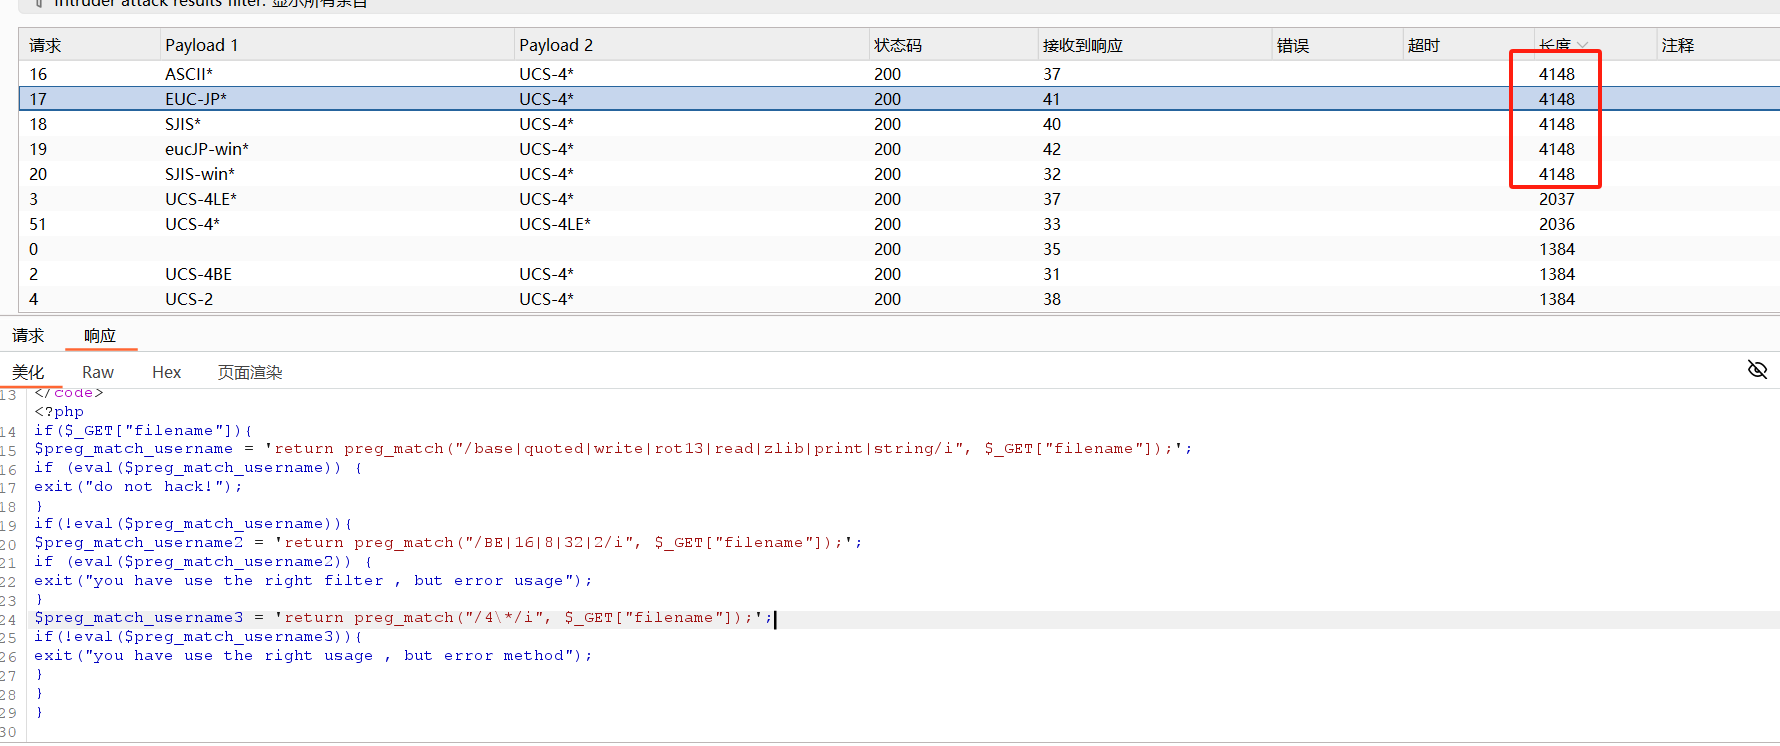 Intruder attack results filter: 显示所有条目
请求 Payload 1 Payload 2 状态码 接收到响应 错误 超时 长度 注释
16 ASCII* UCS-4* 200 37 4148
17 EUC-JP* UCS-4* 200 41 4148
18 SJIS* UCS-4* 200 40 4148
19 eucJP-win* UCS-4* 200 42 4148
20 SJIS-win* UCS-4* 200 32 4148
3 UCS-4LE* UCS-4* 200 37 2037
51 UCS-4* UCS-4LE* 200 33 2036
0 200 35 1384
2 UCS-4BE UCS-4* 200 31 1384
4 UCS-2 UCS-4* 200 38 1384
请求 响应
美化 Raw Hex 页面渲染
13 </code>
<?php
14 if($_GET["filename"]){
15 $preg_match_username = 'return preg_match("/base|quoted|write|rot13|read|zlib|print|string/i", $_GET["filename"]);';
16 if (eval($preg_match_username)) {
17 exit("do not hack!");
18 }
19 if(!eval($preg_match_username)){
20 $preg_match_username2 = 'return preg_match("/BE|16|8|32|2/i", $_GET["filename"]);';
21 if (eval($preg_match_username2)) {
22 exit("you have use the right filter , but error usage");
23 }
24 $preg_match_username3 = 'return preg_match("/4\*/i", $_GET["filename"]);';
25 if(!eval($preg_match_username3)){
26 exit("you have use the right usage , but error method");
27 }
28 }
29 }
30